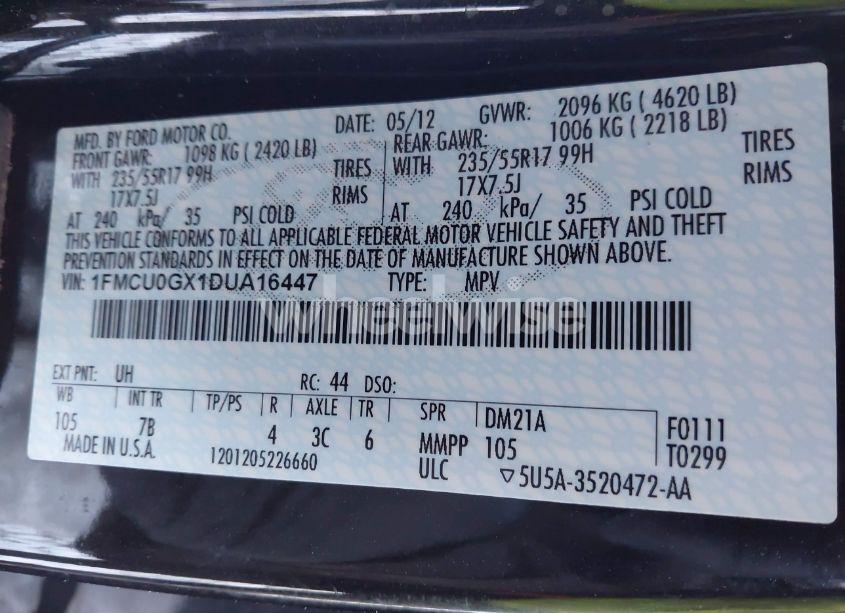 MFD. BY FORD MOTOR CO. DATE: 05/12 GVWR: 2096 KG ( 4620 LB)
FRONT GAWR: 1098 KG ( 2420 LB) REAR GAWR: 1006 KG ( 2218 LB)
WITH 235/55R17 99H TIRES WITH 235/55R17 99H TIRES
17X7.5J RIMS 17X7.5J RIMS
AT 240 kPa/ 35 PSI COLD AT 240 kPa/ 35 PSI COLD
THIS VEHICLE CONFORMS TO ALL APPLICABLE FEDERAL MOTOR VEHICLE SAFETY AND THEFT
PREVENTION STANDARDS IN EFFECT ON THE DATE OF MANUFACTURE SHOWN ABOVE.
VIN: 1FMCU0GX1DUA16447 TYPE: MPV
wheelwise
EXT PNT: UH RC: 44 DSO:
WB INT TR TP/PS R AXLE TR SPR DM21A F0111
105 7B 4 3C 6 MMPP 105 T0299
MADE IN U.S.A. 1201205226660 ULC ▽5U5A-3520472-AA